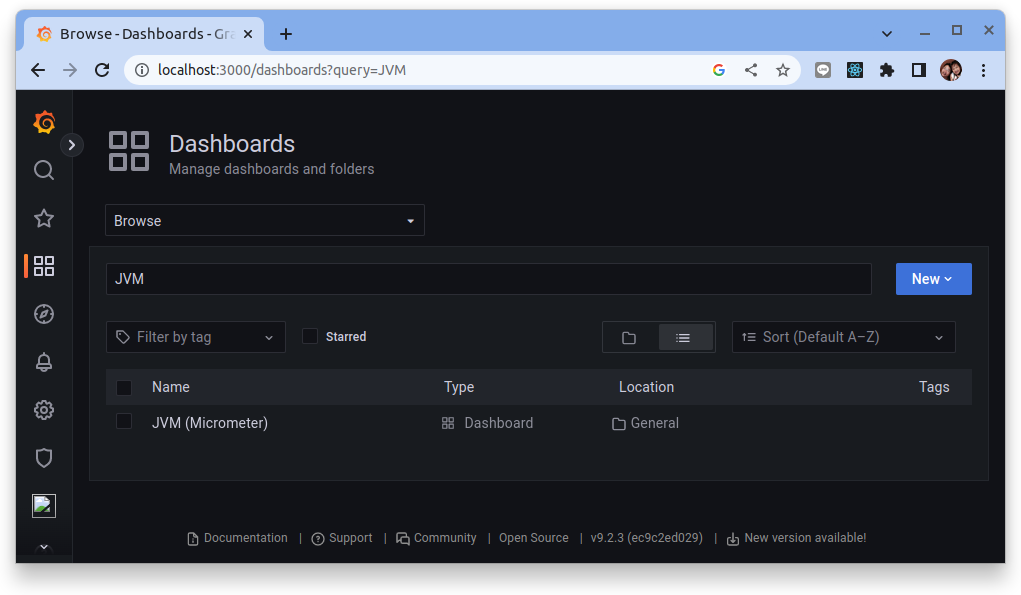 Browse - Dashboards - Gra
localhost:3000/dashboards?query=JVM
Dashboards
Manage dashboards and folders
Browse
JVM
New
Filter by tag
Starred
Sort (Default A–Z)
Name Type Location Tags
JVM (Micrometer) Dashboard General
Documentation | Support | Community | Open Source | v9.2.3 (ec9c2ed029) | New version available!